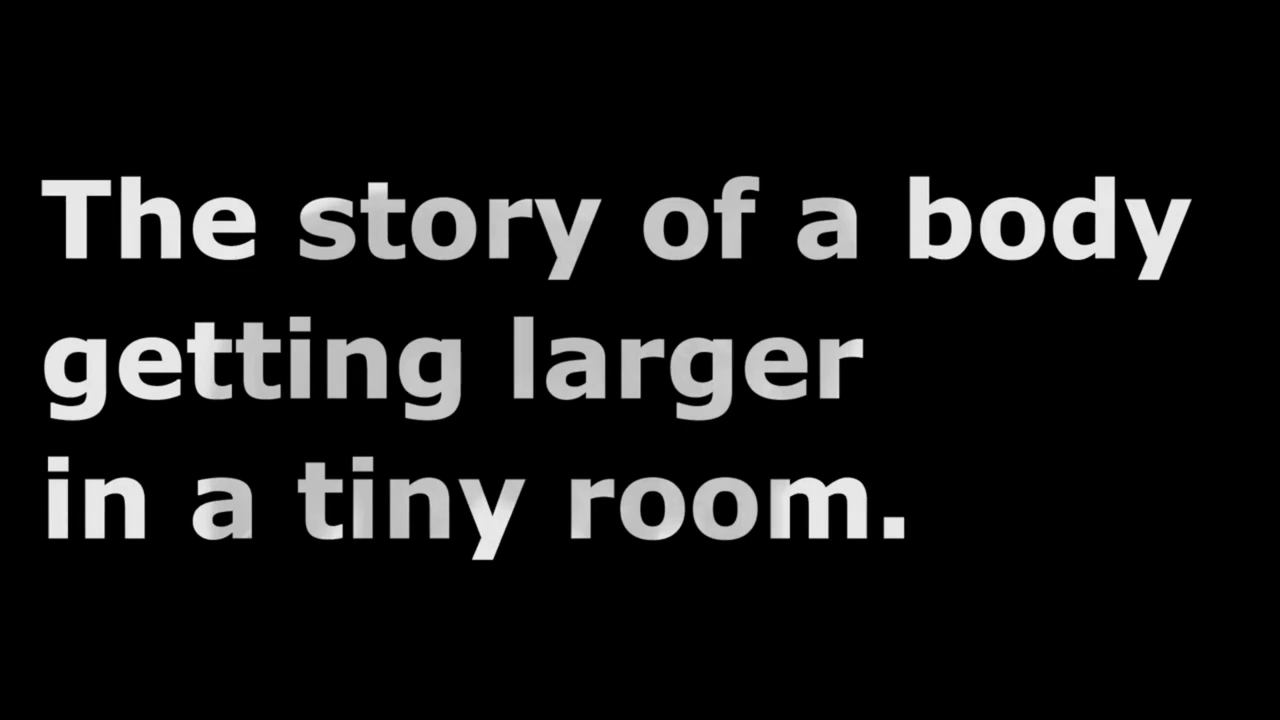 The story of a body
getting larger
in a tiny room.